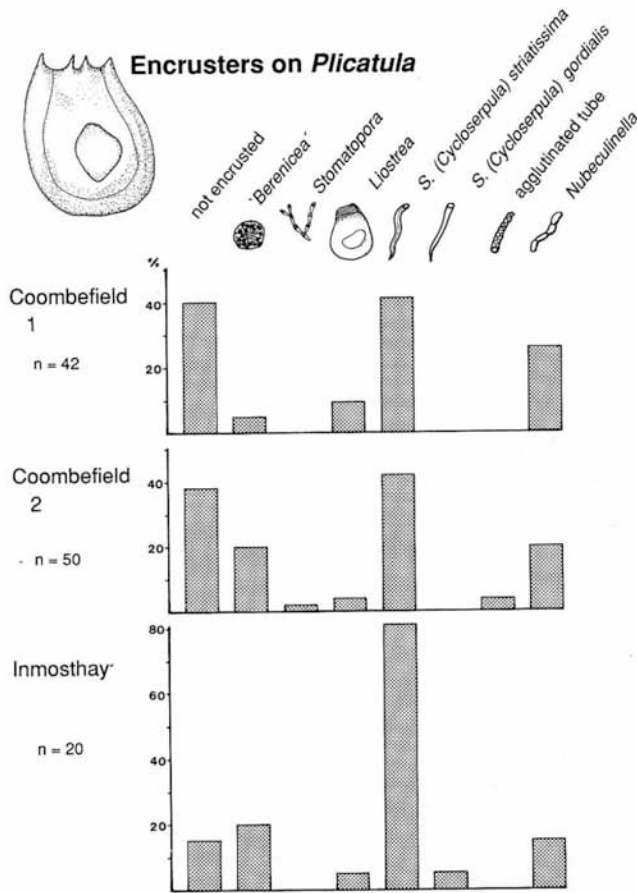 Encrusters on Plicatula
not encrusted
`Berenicea´
Stomatopora
Liostrea
S. (Cycloserpula) striatissima
S. (Cycloserpula) gordialis
agglutinated tube
Nubeculinella
Coombefield
1
n = 42
%
40
20
Coombefield
2
n = 50
40
20
Inmosthay
n = 20
80
60
40
20